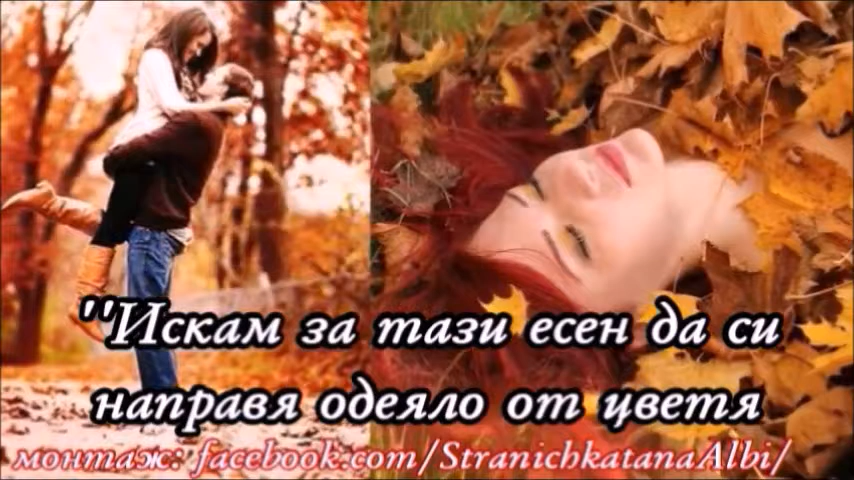 "Искам за тази есен да си
направя одеяло от цветя
монтаж: facebook.com/StranichkatanaAlbi/